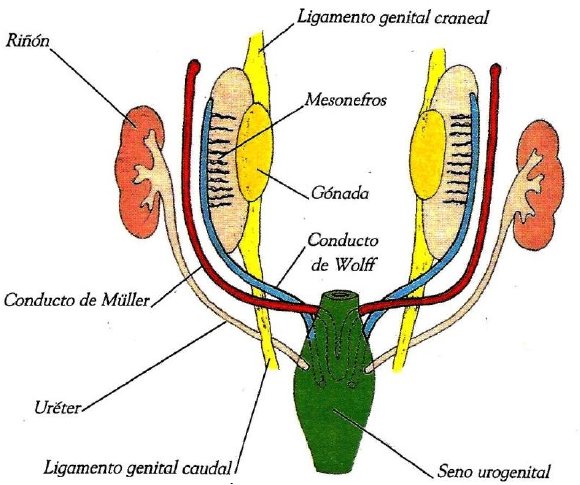 Ligamento genital craneal
Riñón
Mesonefros
Gónada
Conducto
de Wolff
Conducto de Müller
Uréter
Ligamento genital caudal
Seno urogenital